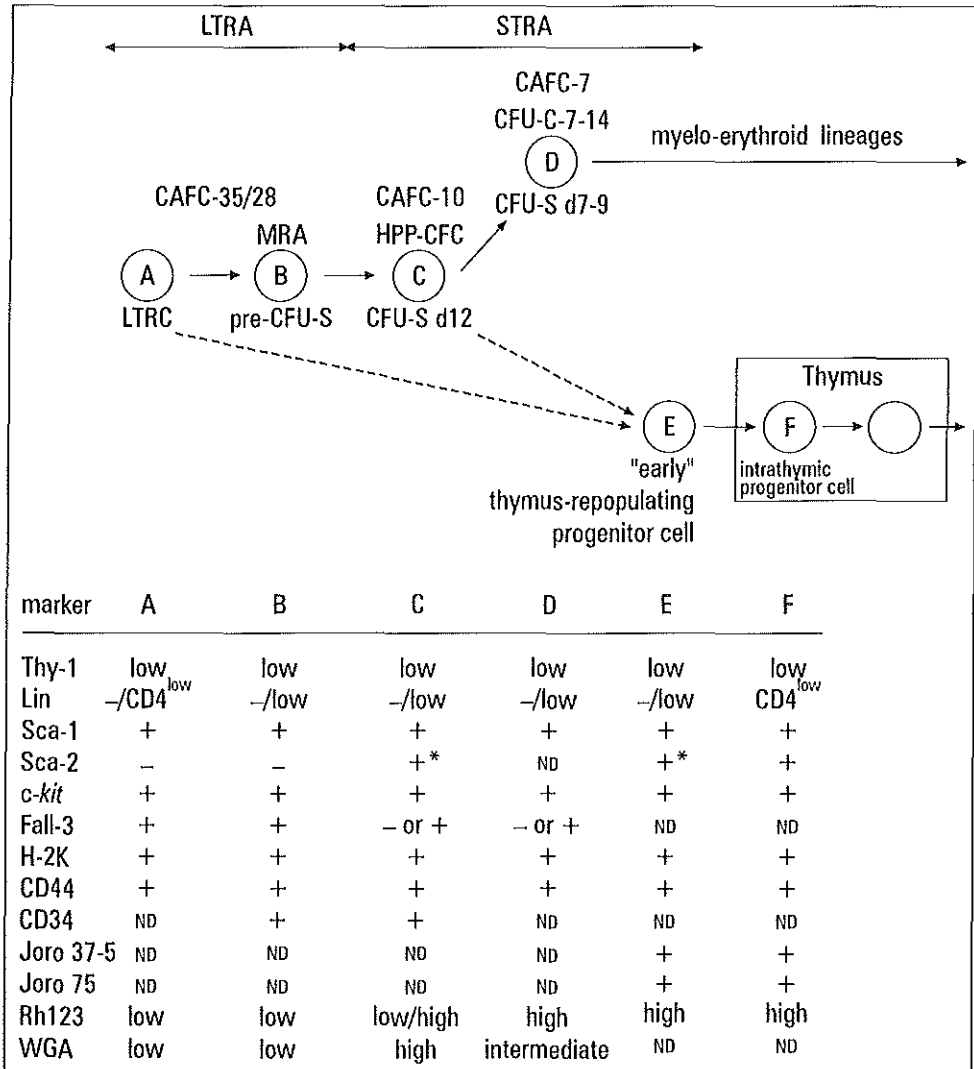 LTRA STRA
CAFC-7
CFU-C-7-14
myelo-erythroid lineages
D
CFU-S d7-9
CAFC-35/28 CAFC-10
MRA HPP-CFC
A B C
LTRC pre-CFU-S CFU-S d12
Thymus
E F
"early" intrathymic
thymus-repopulating progenitor cell
progenitor cell
marker A B C D E F
Thy-1 low low low low low low
Lin –/CD4low –/low –/low –/low –/low CD4low
Sca-1 + + + + + +
Sca-2 – – +* ND +* +
c-kit + + + + + +
Fall-3 + + – or + – or + ND ND
H-2K + + + + + +
CD44 + + + + + +
CD34 ND + + ND ND ND
Joro 37-5 ND ND ND ND + +
Joro 75 ND ND ND ND + +
Rh123 low low low/high high high high
WGA low low high intermediate ND ND